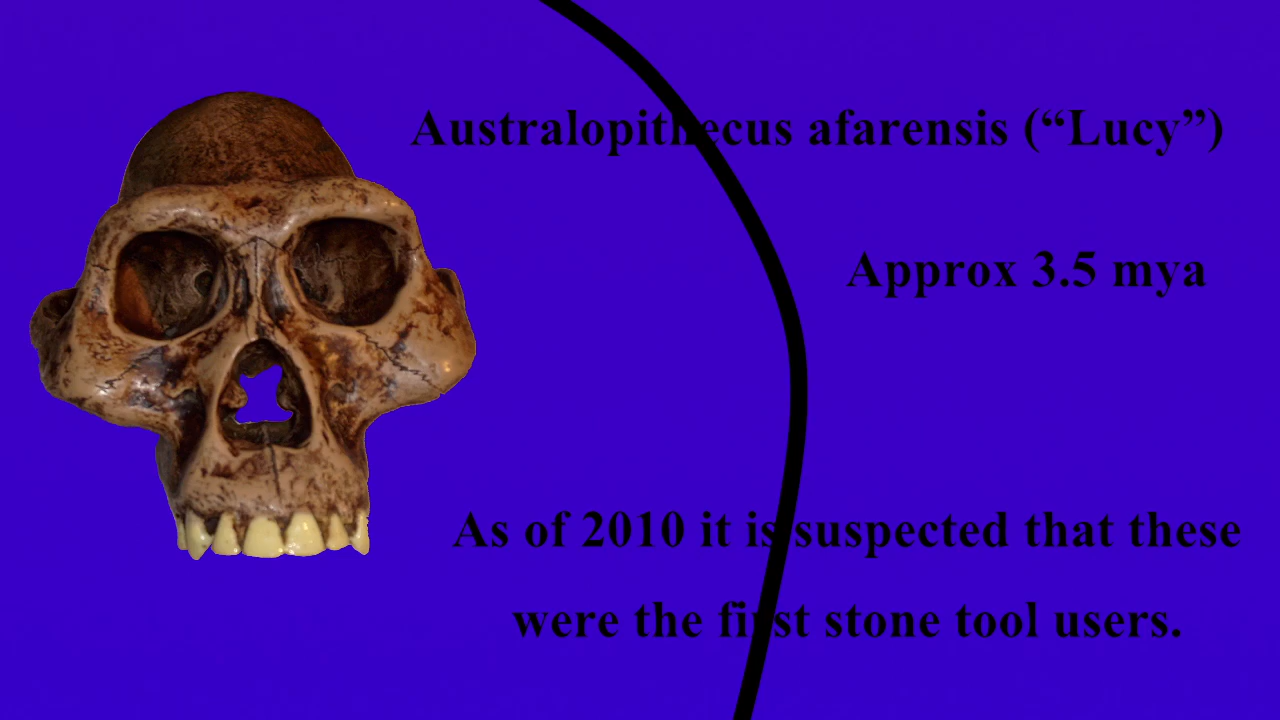 Australopithecus afarensis (“Lucy”)
Approx 3.5 mya
As of 2010 it is suspected that these
were the first stone tool users.